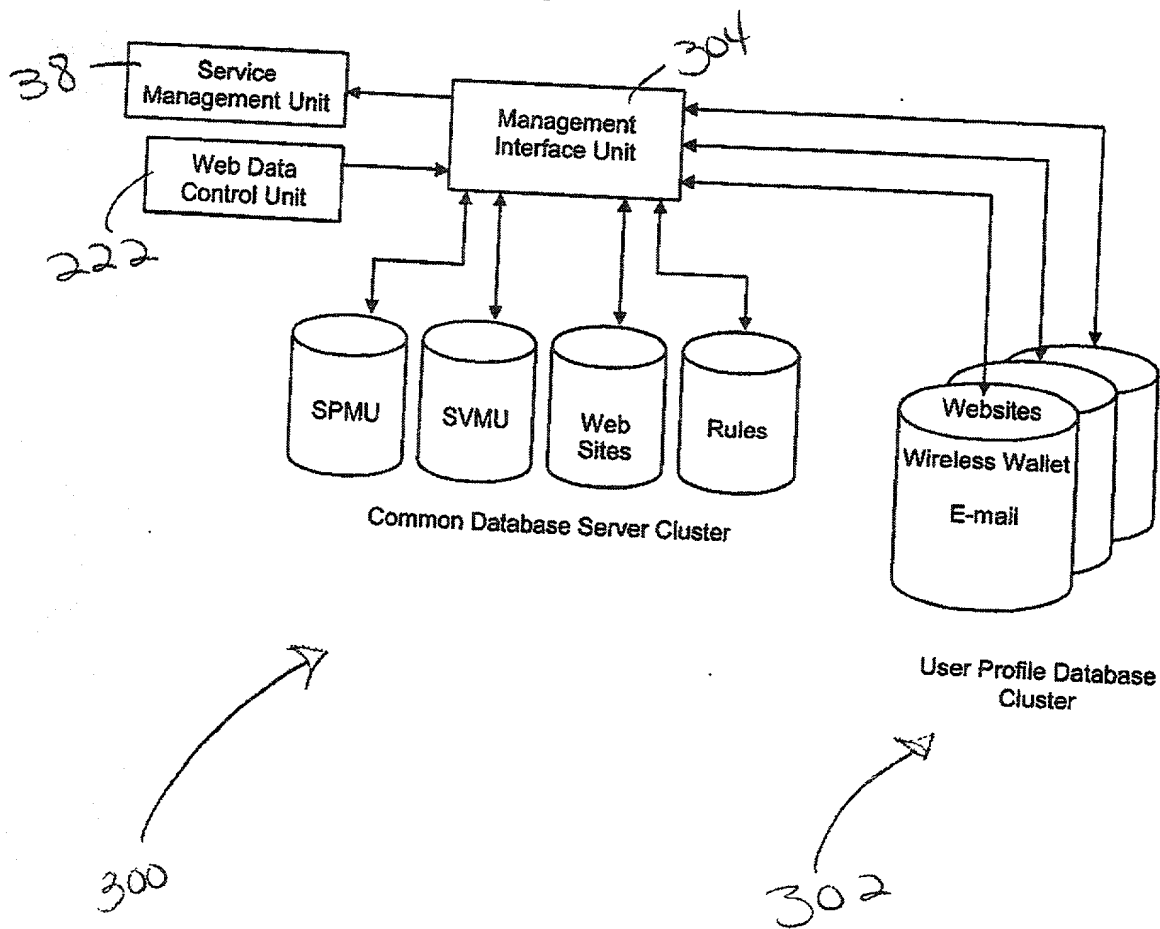 304
38
Service
Management Unit
Management
Interface Unit
Web Data
Control Unit
222
SPMU
SVMU
Web
Sites
Rules
Websites
Wireless Wallet
E-mail
Common Database Server Cluster
User Profile Database
Cluster
300
302